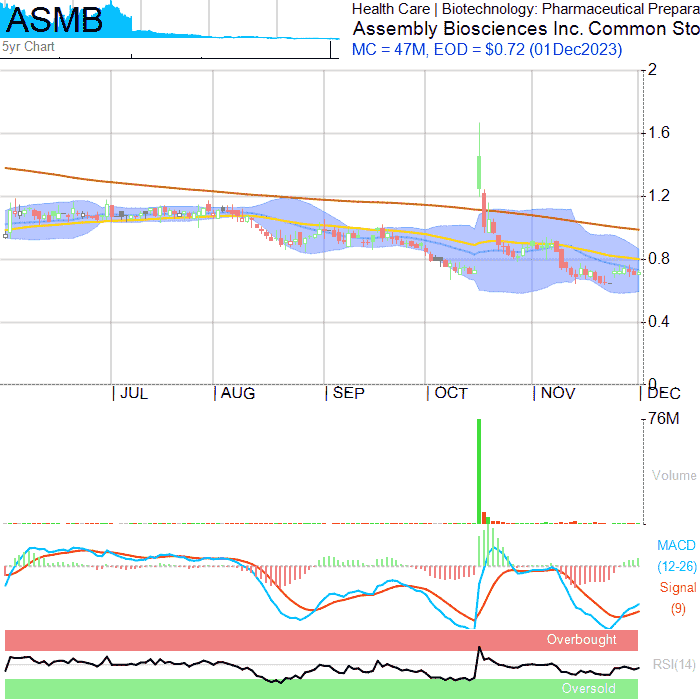 ASMB
5yr Chart
Health Care | Biotechnology: Pharmaceutical Prepara
Assembly Biosciences Inc. Common Sto
MC = 47M, EOD = $0.72 (01Dec2023)
2
1.6
1.2
0.8
0.4
0
JUL AUG SEP OCT NOV DEC
76M
Volume
MACD
(12-26)
Signal
(9)
Overbought
RSI(14)
Oversold